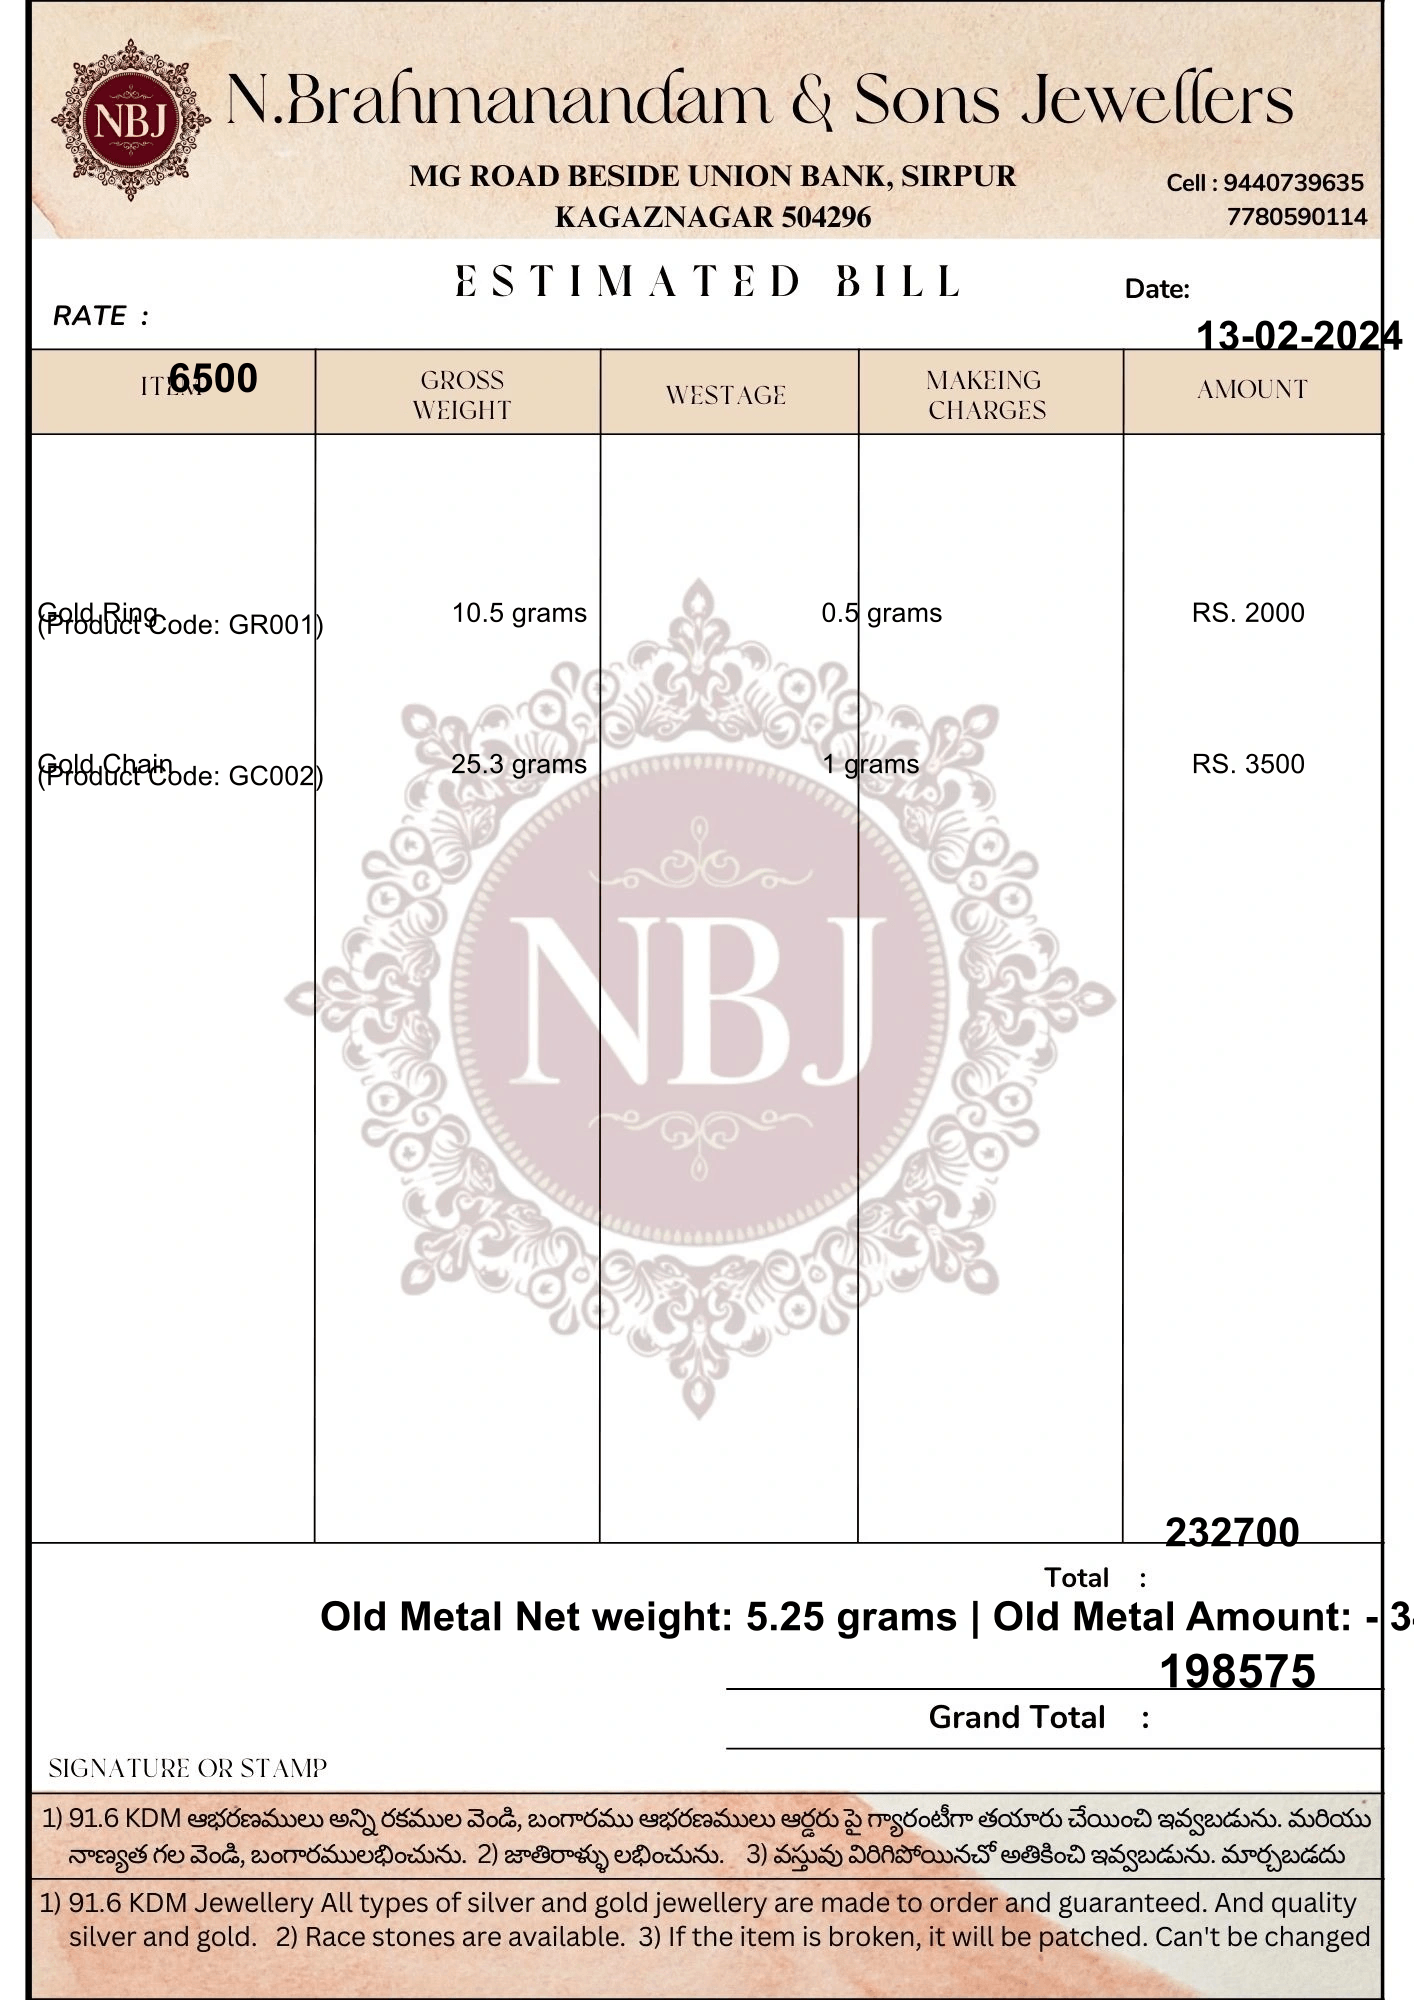 NBJ
N.Brahmanandam & Sons Jewellers
MG ROAD BESIDE UNION BANK, SIRPUR
KAGAZNAGAR 504296
Cell : 9440739635
7780590114
ESTIMATED BILL
Date:
RATE :
13-02-2024
6500
ITEM
GROSS
WEIGHT
WESTAGE
MAKEING
CHARGES
AMOUNT
Gold Ring
(Product Code: GR001)
10.5 grams
0.5 grams
RS. 2000
Gold Chain
(Product Code: GC002)
25.3 grams
1 grams
RS. 3500
NBJ
232700
Total :
Old Metal Net weight: 5.25 grams | Old Metal Amount: - 3
198575
Grand Total :
SIGNATURE OR STAMP
1) 91.6 KDM ఆభరణములు అన్ని రకముల వెండి, బంగారము ఆభరణములు ఆర్డరు పై గ్యారంటీగా తయారు చేయించి ఇవ్వబడును. మరియు
నాణ్యత గల వెండి, బంగారములభించును. 2) జాతిరాళ్ళు లభించును. 3) వస్తువు విరిగిపోయినచో అతికించి ఇవ్వబడును. మార్చబడదు
1) 91.6 KDM Jewellery All types of silver and gold jewellery are made to order and guaranteed. And quality
silver and gold. 2) Race stones are available. 3) If the item is broken, it will be patched. Can't be changed